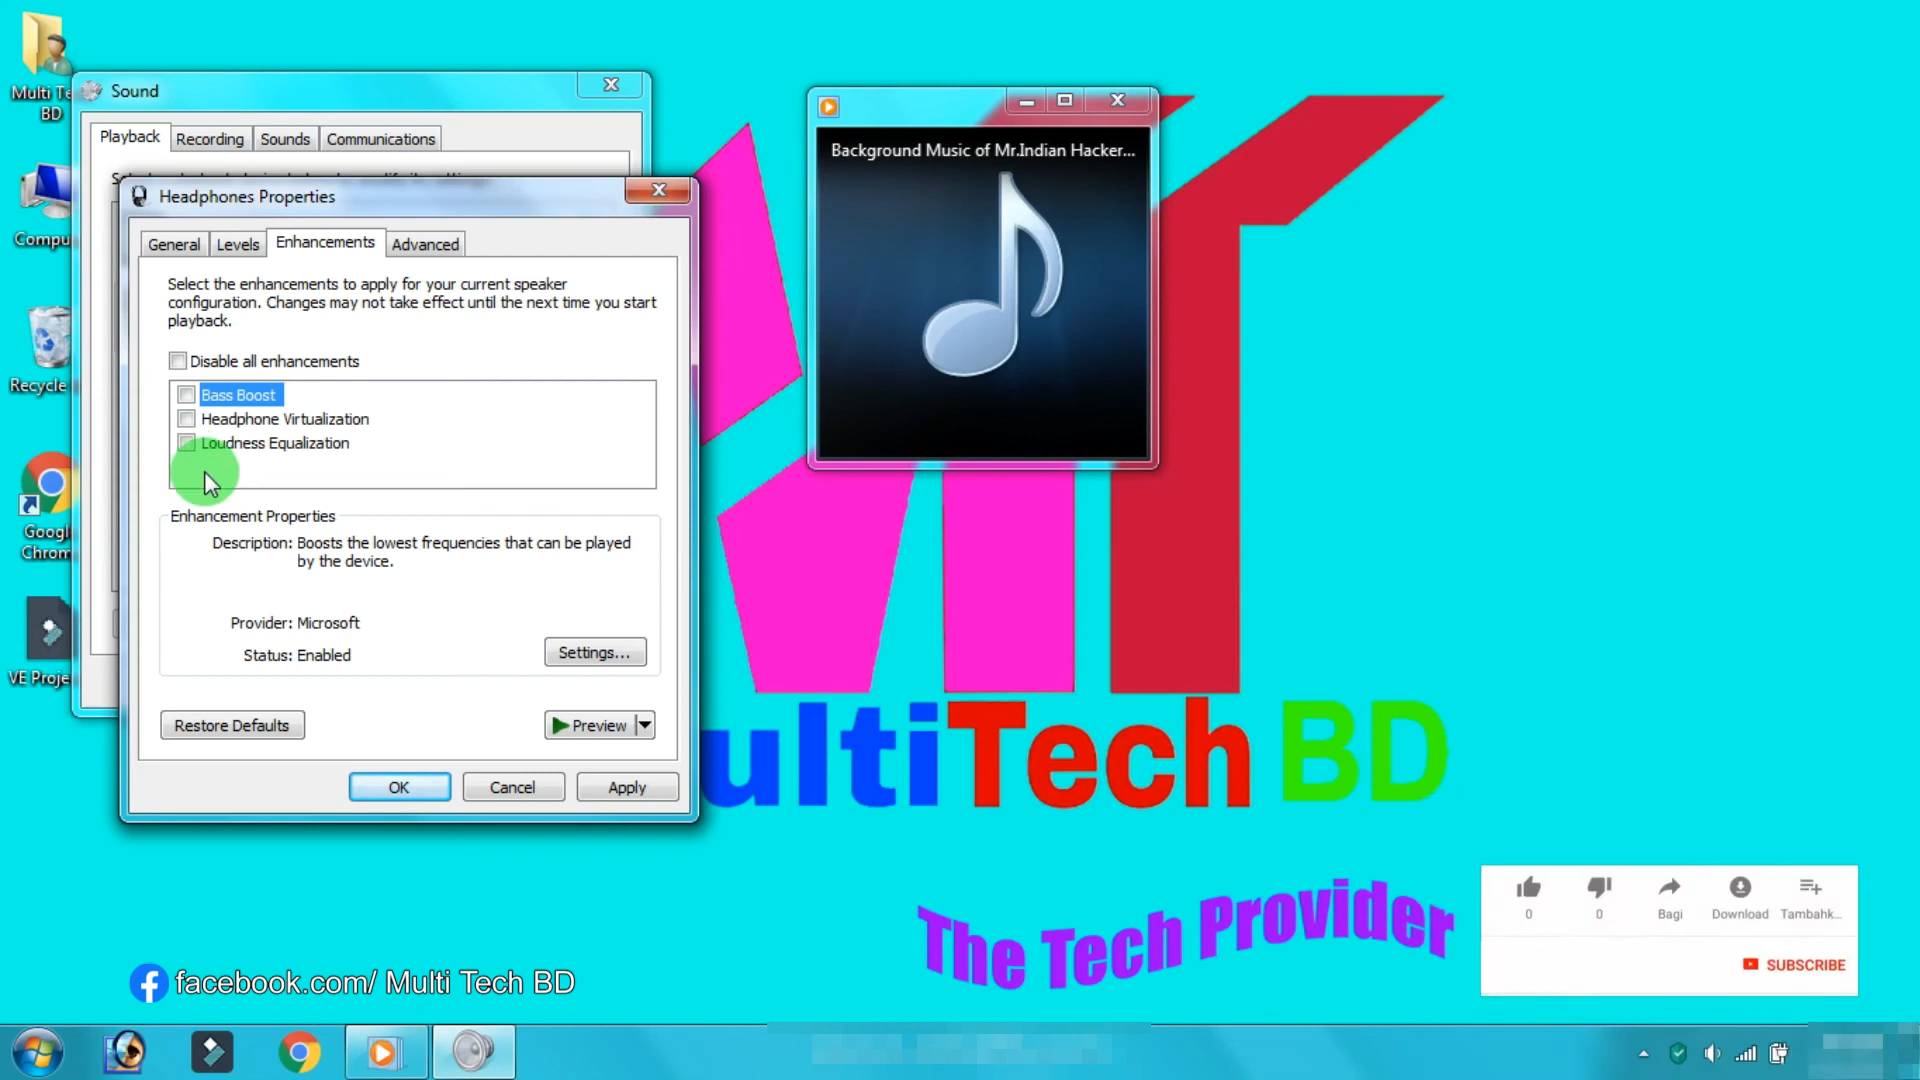 Multi Te
BD
Compu
Recycle
Googl
Chrom
VE Proje
Sound
Playback
Recording
Sounds
Communications
Headphones Properties
General
Levels
Enhancements
Advanced
Select the enhancements to apply for your current speaker
configuration. Changes may not take effect until the next time you start
playback.
Disable all enhancements
Bass Boost
Headphone Virtualization
Loudness Equalization
Enhancement Properties
Description: Boosts the lowest frequencies that can be played
by the device.
Provider: Microsoft
Status: Enabled
Settings...
Restore Defaults
Preview
OK
Cancel
Apply
Background Music of Mr.Indian Hacker...
ultiTech BD
The Tech Provider
facebook.com/ Multi Tech BD
0
0
Bagi
Download
Tambahk...
SUBSCRIBE